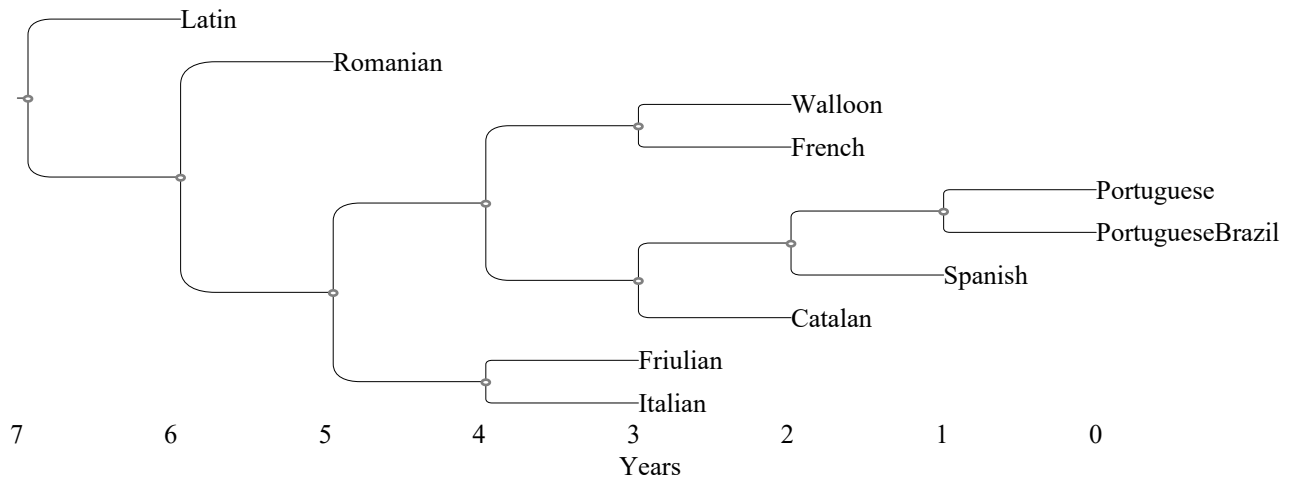 Latin
Romanian
Walloon
French
Portuguese
PortugueseBrazil
Spanish
Catalan
Friulian
Italian
7 6 5 4 3 2 1 0
Years